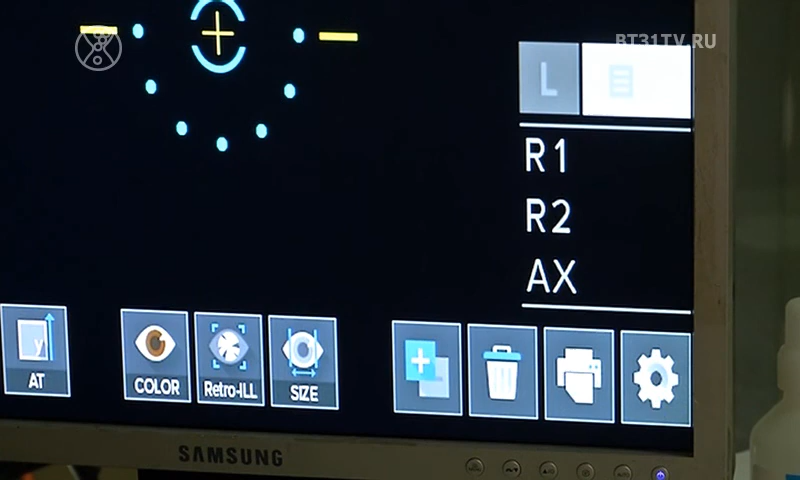 BT31TV.RU
L
R1
R2
AX
y
AT
COLOR
Retro-ILL
SIZE
SAMSUNG